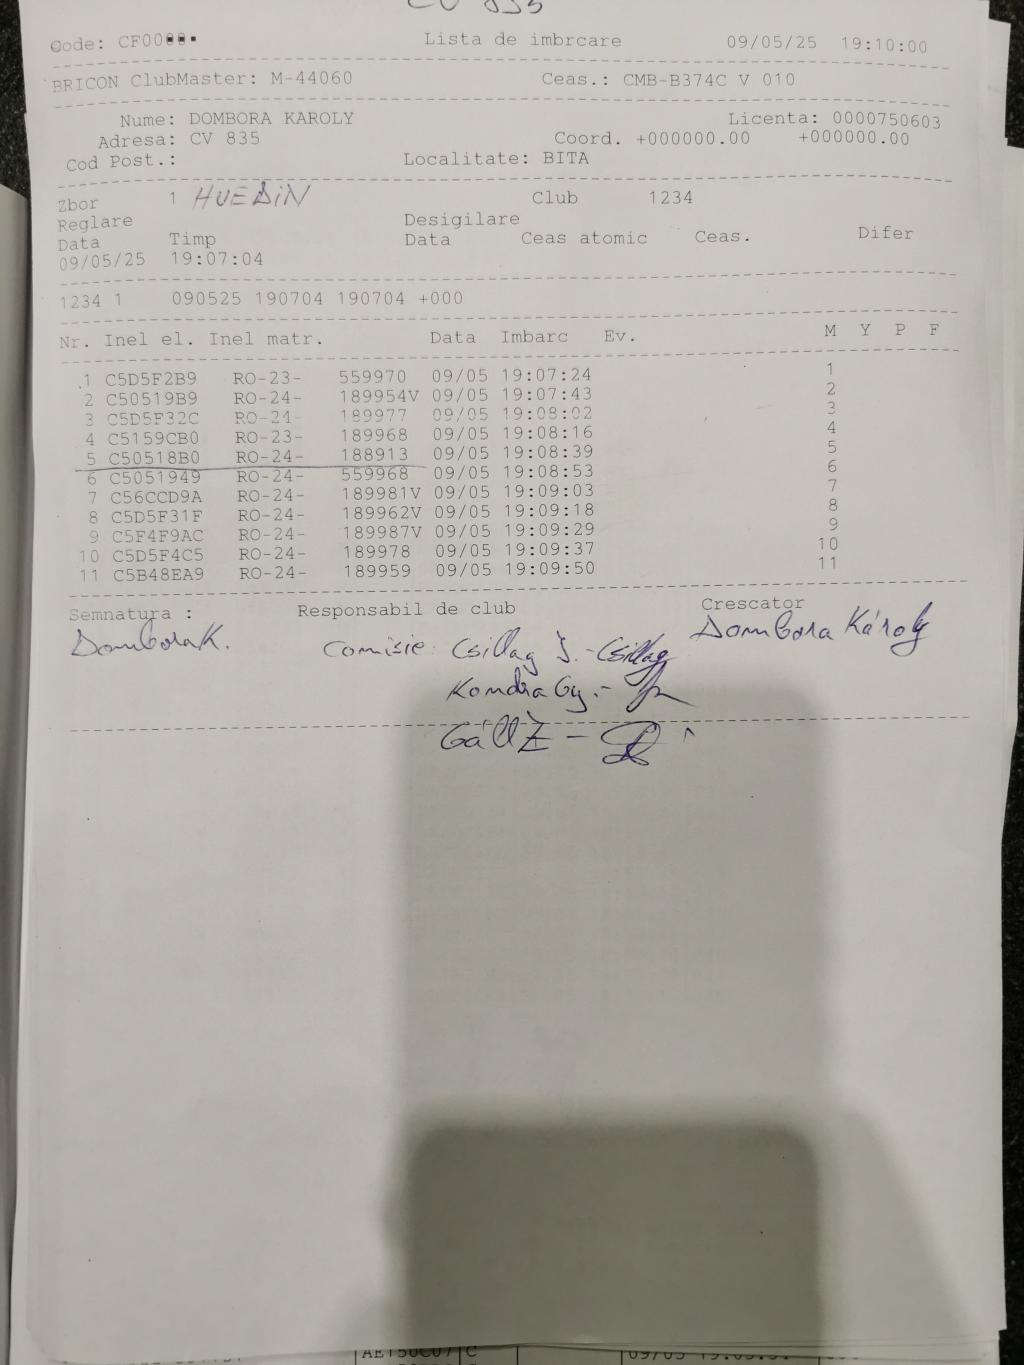 CV 835
Code: CF00
Lista de imbrcare
09/05/25 19:10:00
BRICON ClubMaster: M-44060 Ceas.: CMB-B374C V 010
Nume: DOMBORA KAROLY Licenta: 0000750603
Adresa: CV 835 Coord. +000000.00 +000000.00
Cod Post.: Localitate: BITA
Zbor 1 HUEDIN Club 1234
Reglare Desigilare
Data Timp Data Ceas atomic Ceas. Difer
09/05/25 19:07:04
1234 1 090525 190704 190704 +000
Nr. Inel el. Inel matr. Data Imbarc Ev. M Y P F
1 C5D5F2B9 RO-23- 559970 09/05 19:07:24 1
2 C50519B9 RO-24- 189954V 09/05 19:07:43 2
3 C5D5F32C RO-24- 189977 09/05 19:08:02 3
4 C5159CB0 RO-23- 189968 09/05 19:08:16 4
5 C50518B0 RO-24- 188913 09/05 19:08:39 5
6 C5051949 RO-24- 559968 09/05 19:08:53 6
7 C56CCD9A RO-24- 189981V 09/05 19:09:03 7
8 C5D5F31F RO-24- 189962V 09/05 19:09:18 8
9 C5F4F9AC RO-24- 189987V 09/05 19:09:29 9
10 C5D5F4C5 RO-24- 189978 09/05 19:09:37 10
11 C5B48EA9 RO-24- 189959 09/05 19:09:50 11
Semnatura : Responsabil de club Crescator
Dombora K. Comisie: Csillag I. - Csillag Dombora Károly
Kondra Gy. -
Gáll Z -
AE150C07 C 09/05